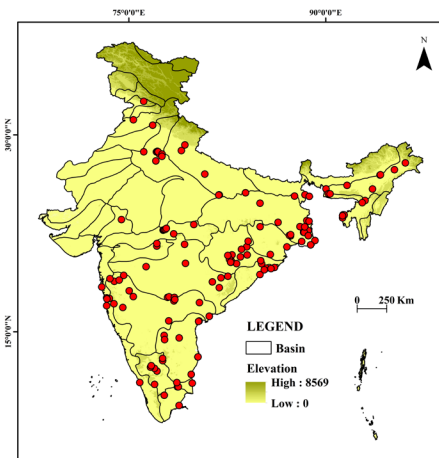 75°0'0"E 90°0'0"E
N
30°0'0"N
15°0'0"N
0 250 Km
LEGEND
Basin
Elevation
High : 8569
Low : 0